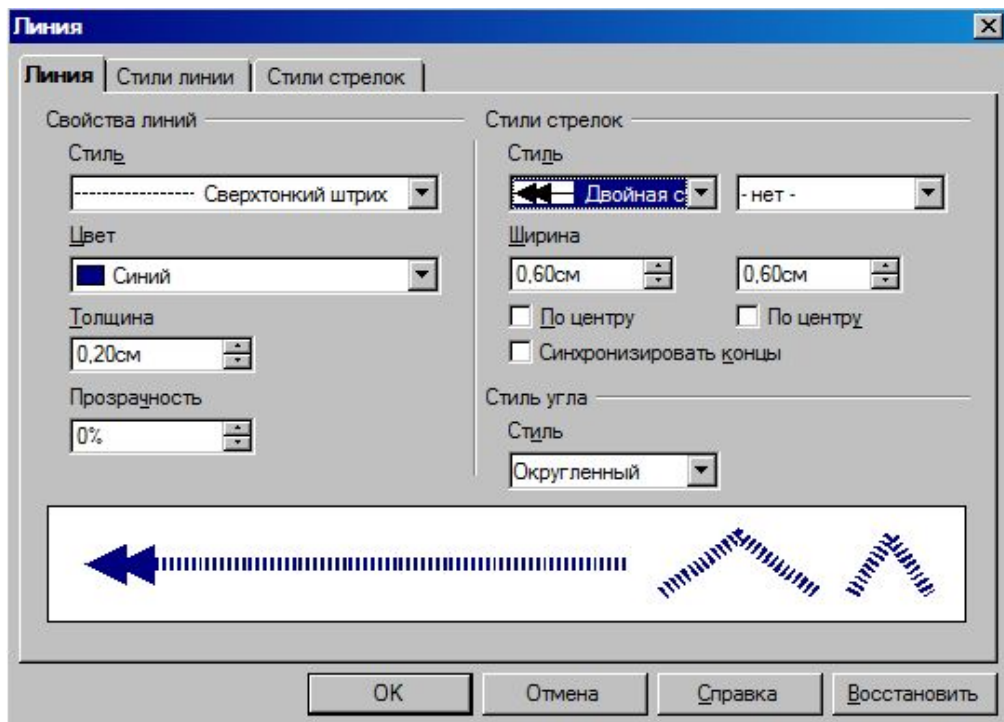 Линия
Линия Стили линии Стили стрелок
Свойства линий
Стиль
Сверхтонкий штрих
Цвет
Синий
Толщина
0,20см
Прозрачность
0%
Стили стрелок
Стиль
Двойная с - нет -
Ширина
0,60см 0,60см
По центру По центру
Синхронизировать концы
Стиль угла
Стиль
Округленный
OK Отмена Справка Восстановить